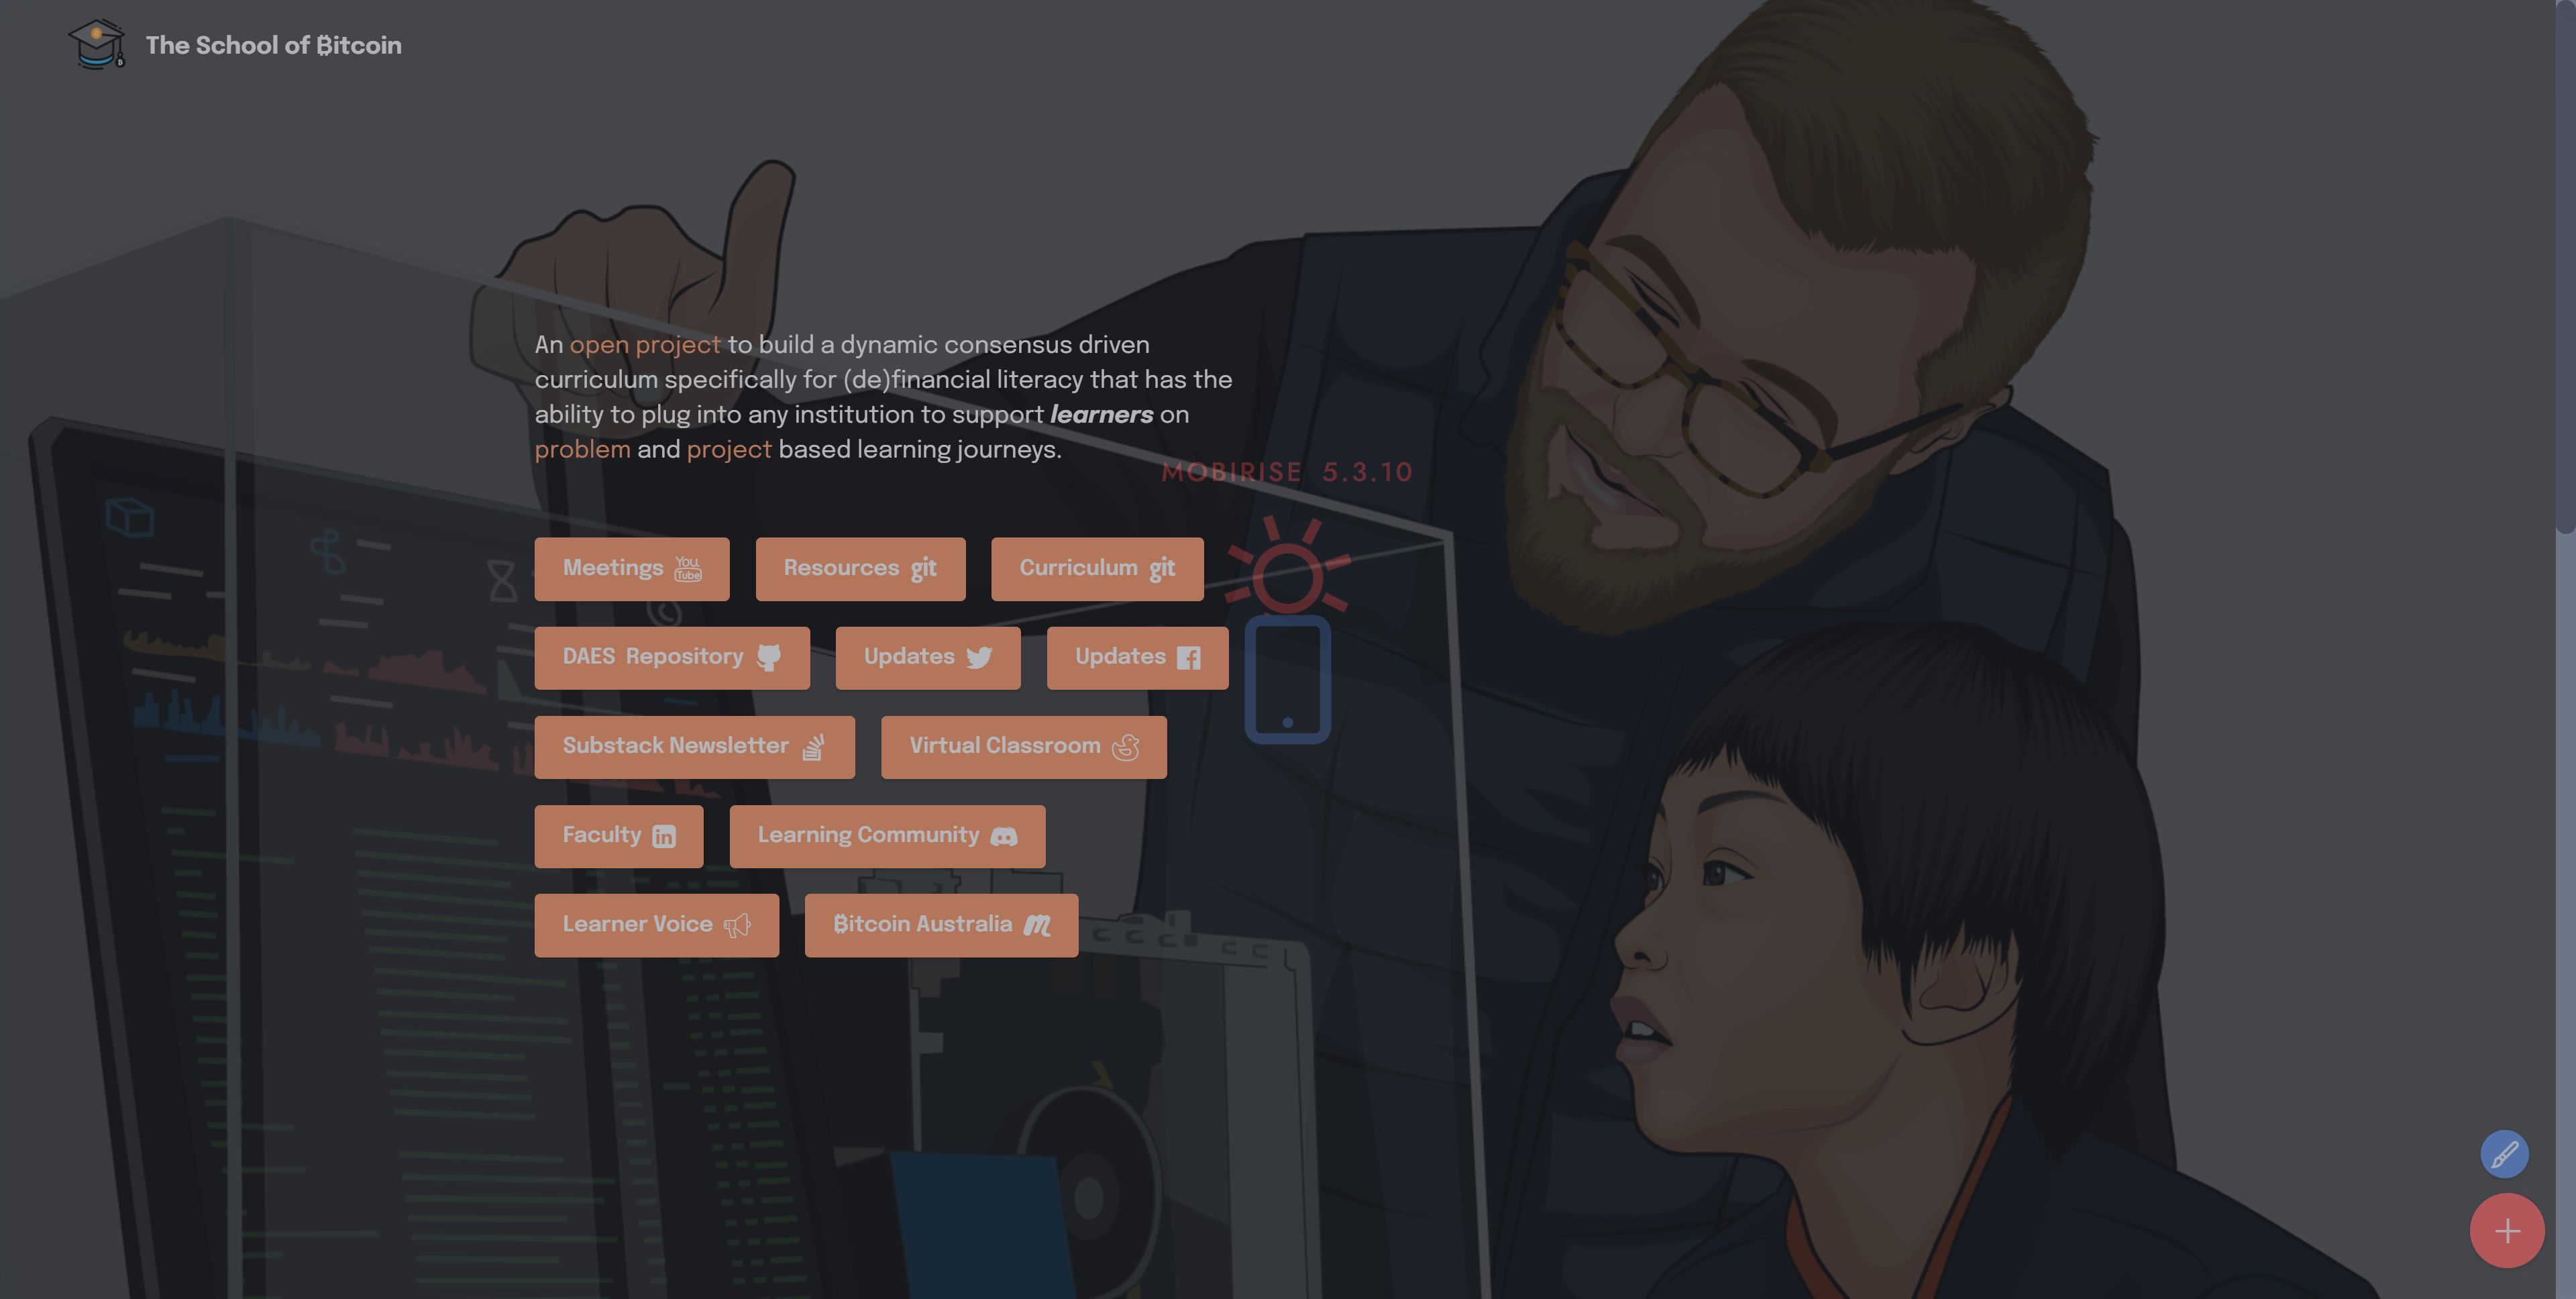 The School of ₿itcoin
An open project to build a dynamic consensus driven
curriculum specifically for (de)financial literacy that has the
ability to plug into any institution to support learners on
problem and project based learning journeys.
MOBIRISE 5.3.10
Meetings You Tube
Resources git
Curriculum git
DAES Repository
Updates
Updates
Substack Newsletter
Virtual Classroom
Faculty in
Learning Community
Learner Voice
₿itcoin Australia